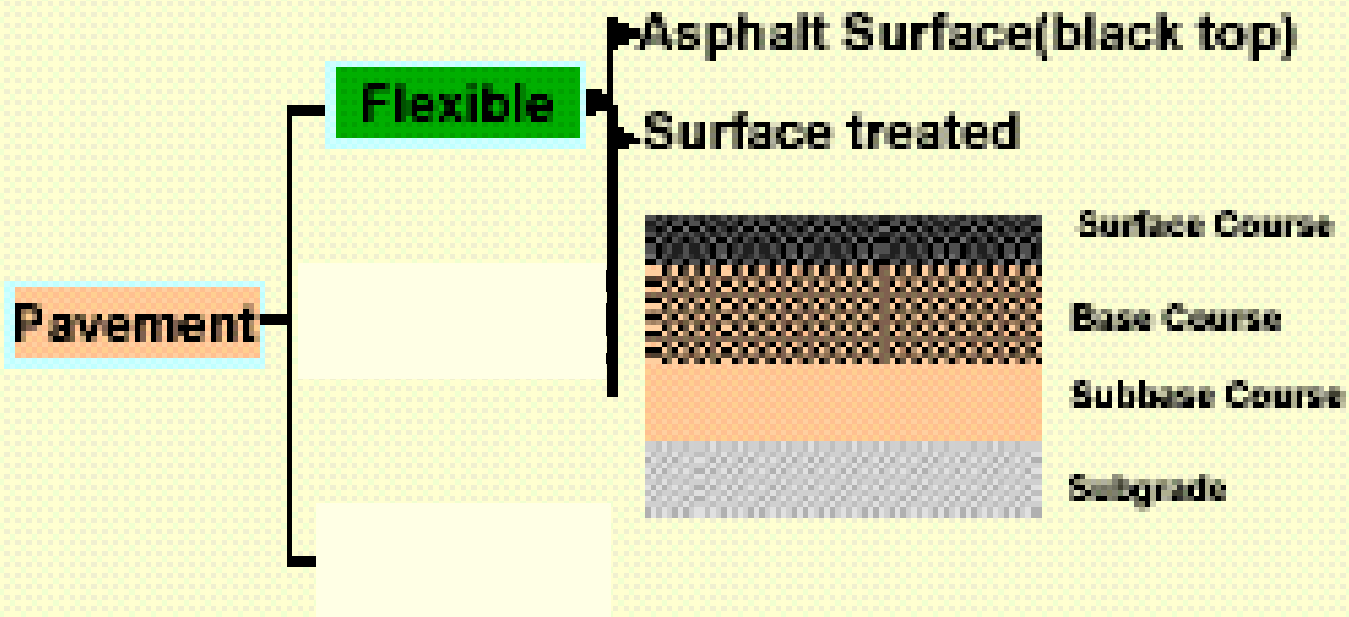 Asphalt Surface(black top)
Flexible
Surface treated
Surface Course
Pavement
Base Course
Subbase Course
Subgrade